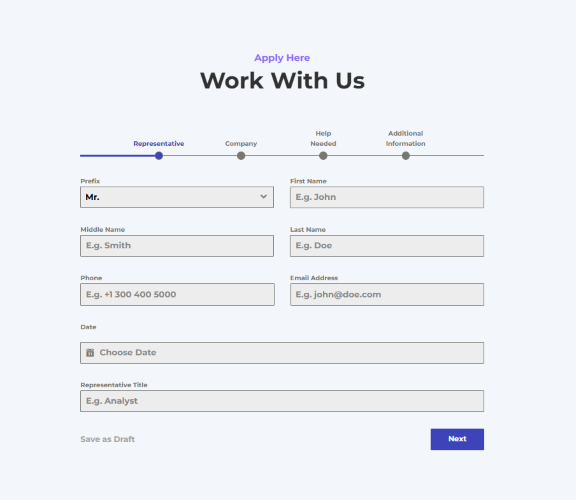 Apply Here
Work With Us
Representative
Company
Help
Needed
Additional
Information
Prefix
First Name
Mr.
E.g. John
Middle Name
Last Name
E.g. Smith
E.g. Doe
Phone
Email Address
E.g. +1 300 400 5000
E.g. john@doe.com
Date
Choose Date
Representative Title
E.g. Analyst
Save as Draft
Next